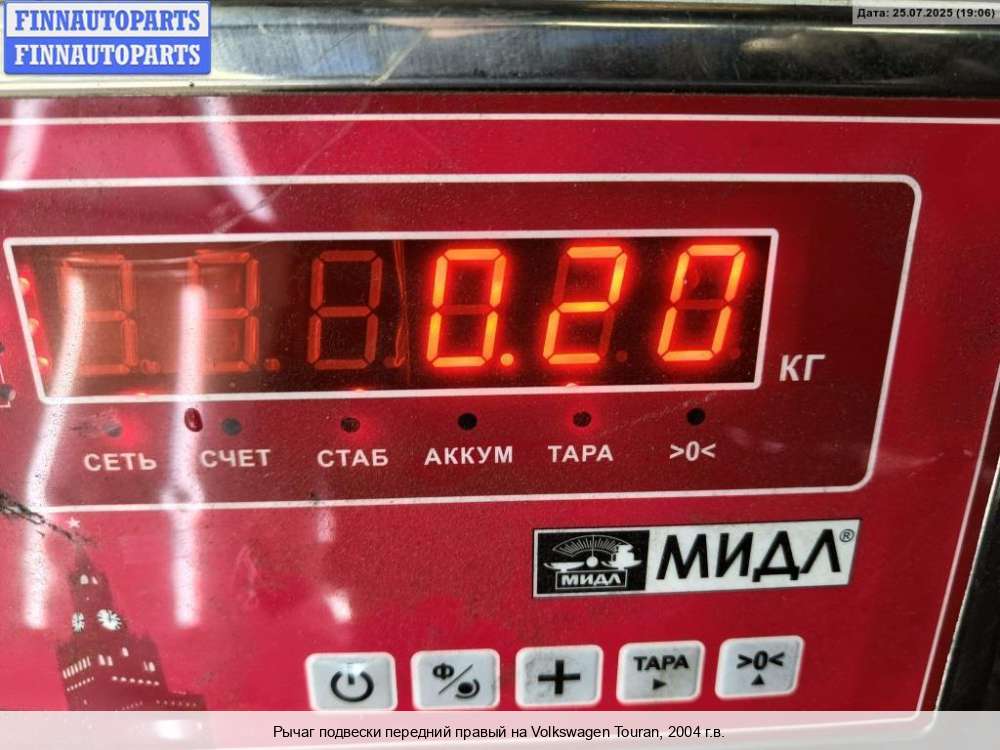 FINNAUTOPARTS
FINNAUTOPARTS
Дата: 25.07.2025 (19:06)
0.20
КГ
СЕТЬ СЧЕТ СТАБ АККУМ ТАРА >0<
МИДЛ МИДЛ®
Ф ТАРА >0<
Рычаг подвески передний правый на Volkswagen Touran, 2004 г.в.